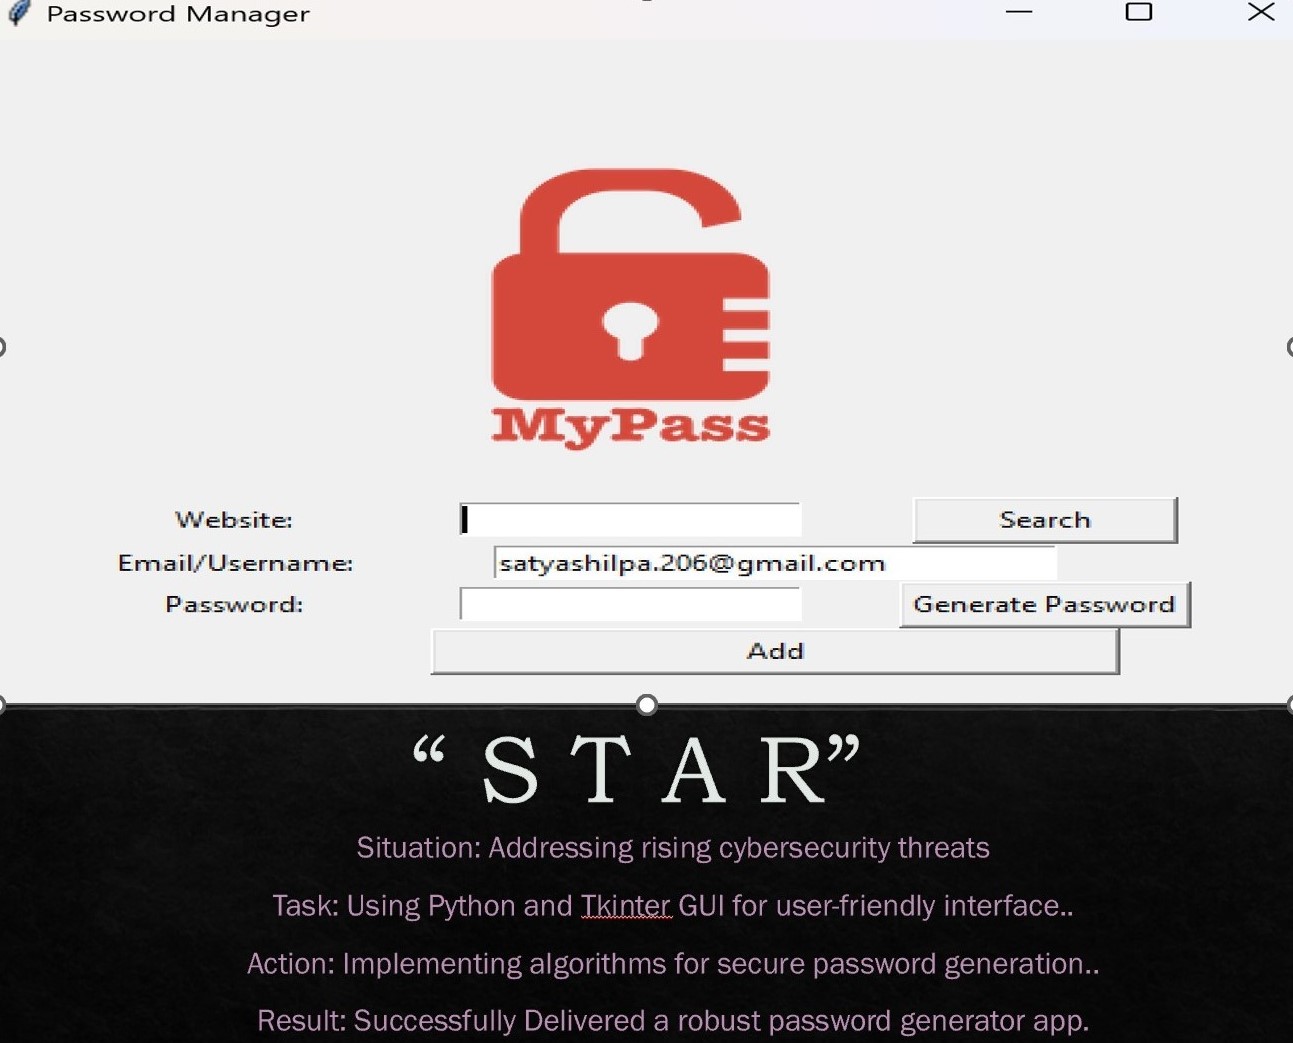 Password Manager
MyPass
Website:
Search
Email/Username:
satyashilpa.206@gmail.com
Password:
Generate Password
Add
“ S T A R”
Situation: Addressing rising cybersecurity threats
Task: Using Python and Tkinter GUI for user-friendly interface..
Action: Implementing algorithms for secure password generation..
Result: Successfully Delivered a robust password generator app.